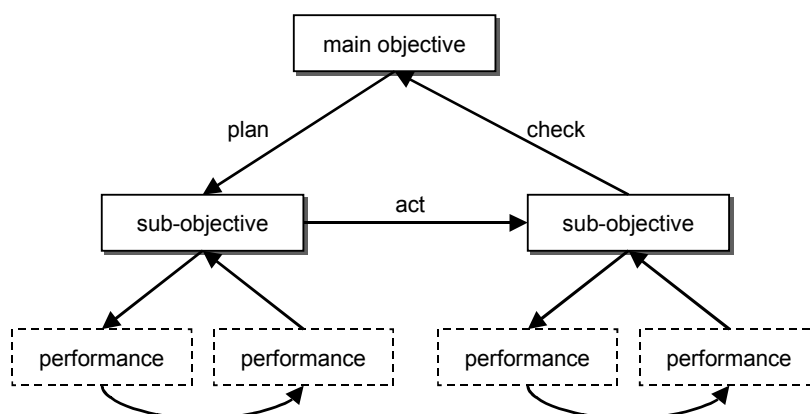 main objective
plan
check
sub-objective
act
sub-objective
performance
performance
performance
performance